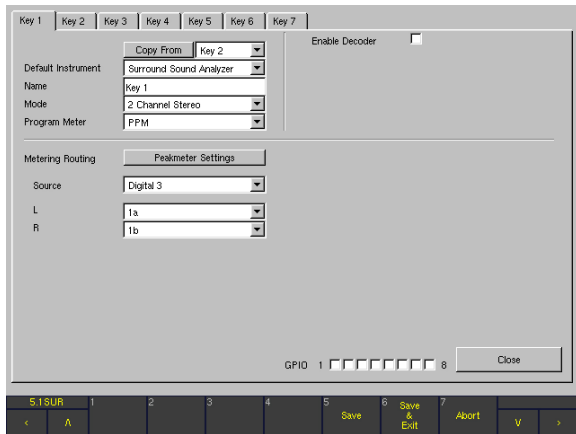 Key 1 Key 2 Key 3 Key 4 Key 5 Key 6 Key 7
Copy From Key 2 Enable Decoder
Default Instrument Surround Sound Analyzer
Name Key 1
Mode 2 Channel Stereo
Program Meter PPM
Metering Routing Peakmeter Settings
Source Digital 3
L 1a
R 1b
GPIO 1 8 Close
5.1SUR 1 2 3 4 5 Save 6 Save & Exit 7 Abort
< Λ V >